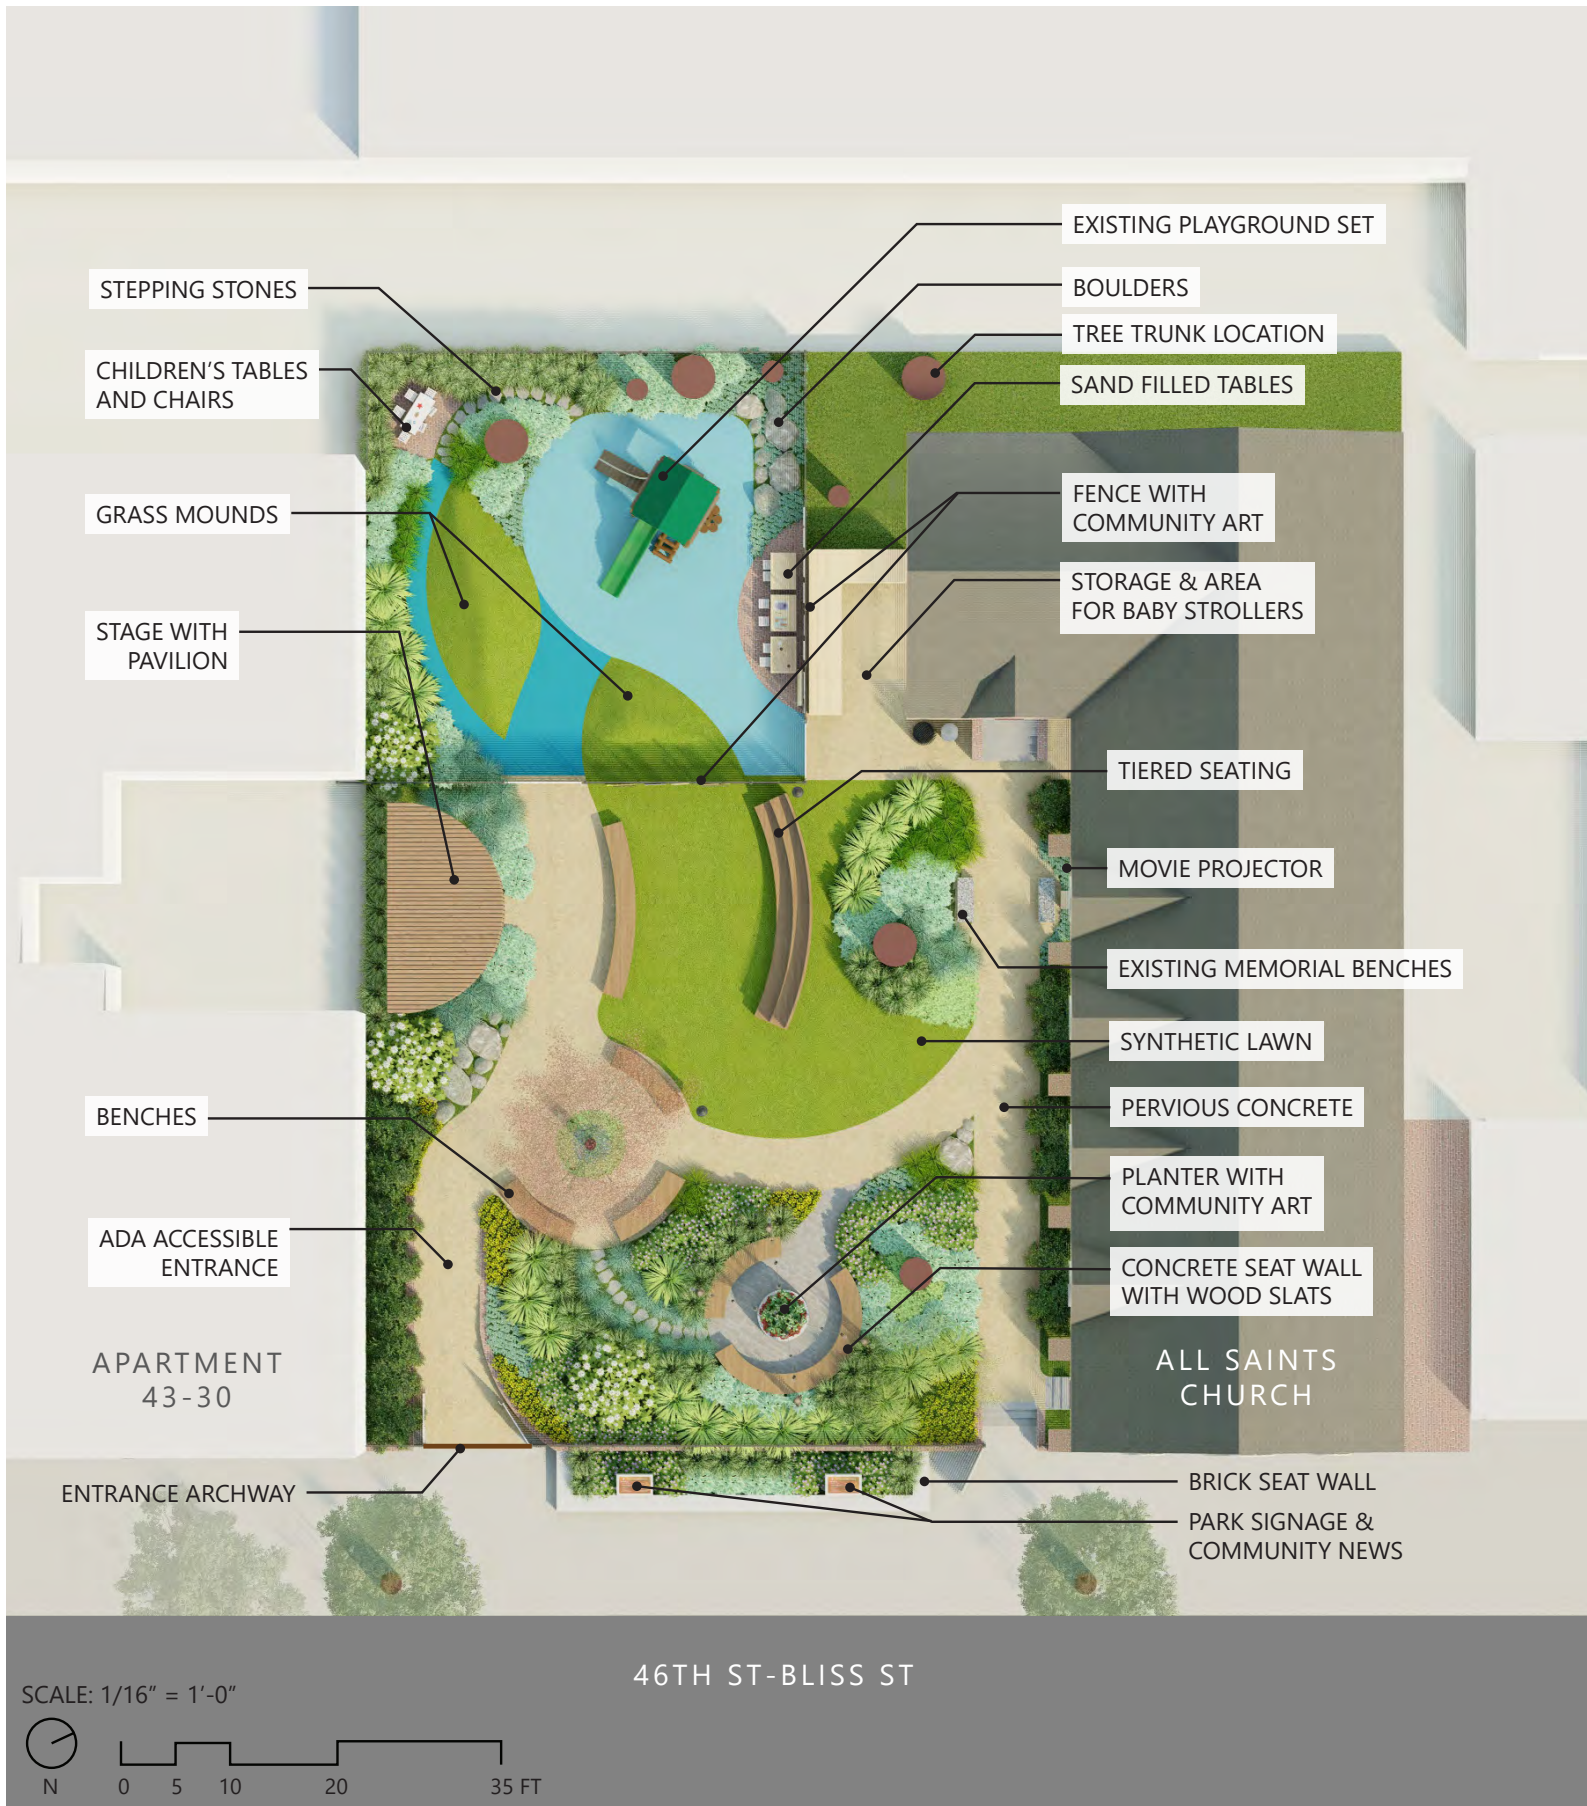 EXISTING PLAYGROUND SET
STEPPING STONES
BOULDERS
TREE TRUNK LOCATION
CHILDREN’S TABLES
AND CHAIRS
SAND FILLED TABLES
GRASS MOUNDS
FENCE WITH
COMMUNITY ART
STORAGE & AREA
FOR BABY STROLLERS
STAGE WITH
PAVILION
TIERED SEATING
MOVIE PROJECTOR
EXISTING MEMORIAL BENCHES
SYNTHETIC LAWN
BENCHES
PERVIOUS CONCRETE
PLANTER WITH
COMMUNITY ART
ADA ACCESSIBLE
ENTRANCE
CONCRETE SEAT WALL
WITH WOOD SLATS
APARTMENT
43-30
ALL SAINTS
CHURCH
ENTRANCE ARCHWAY
BRICK SEAT WALL
PARK SIGNAGE &
COMMUNITY NEWS
46TH ST-BLISS ST
SCALE: 1/16” = 1’-0”
N 0 5 10 20 35 FT